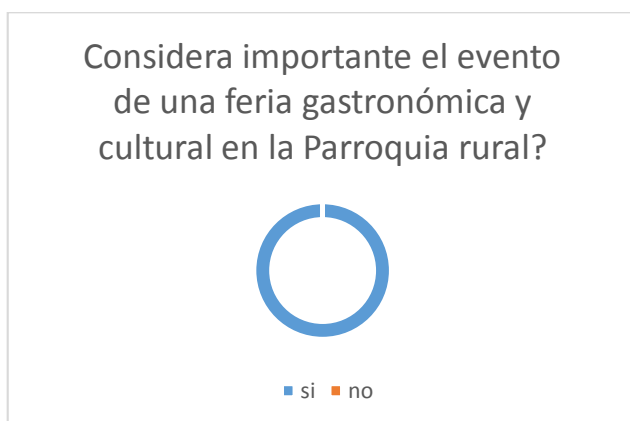 Considera importante el evento
de una feria gastronómica y
cultural en la Parroquia rural?
si no